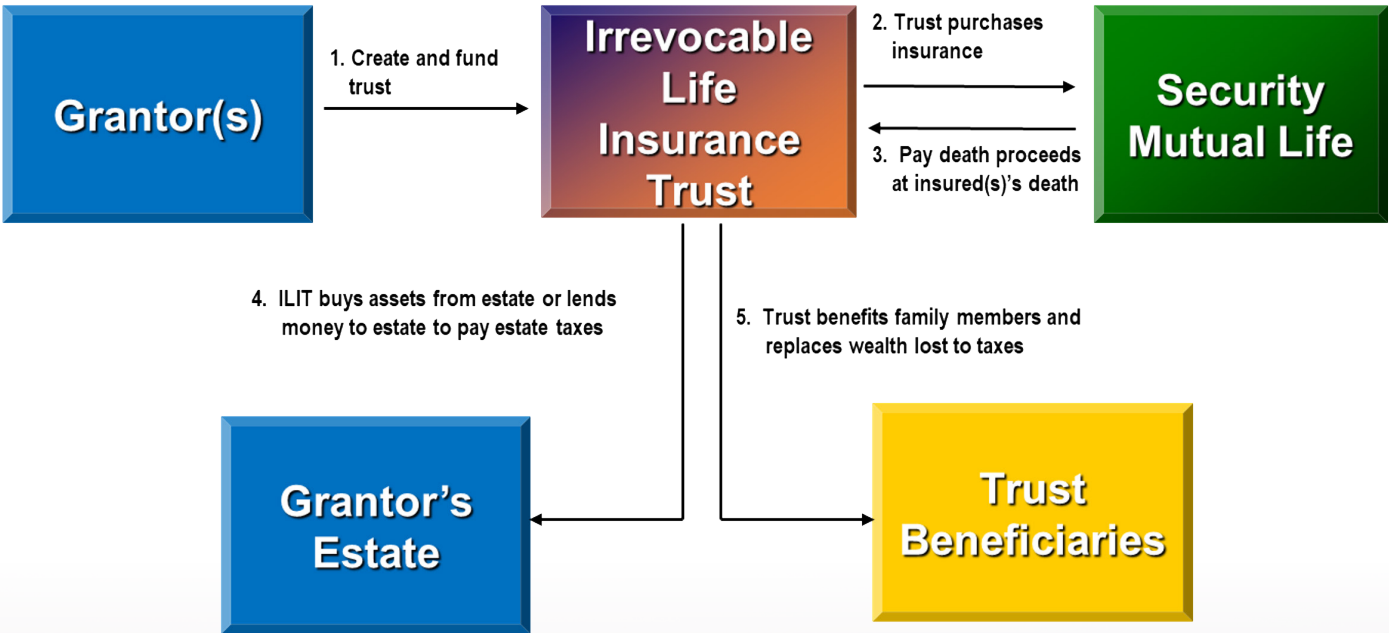 Grantor(s)
1. Create and fund
trust
Irrevocable
Life
Insurance
Trust
2. Trust purchases
insurance
3. Pay death proceeds
at insured(s)'s death
Security
Mutual Life
4. ILIT buys assets from estate or lends
money to estate to pay estate taxes
5. Trust benefits family members and
replaces wealth lost to taxes
Grantor’s
Estate
Trust
Beneficiaries